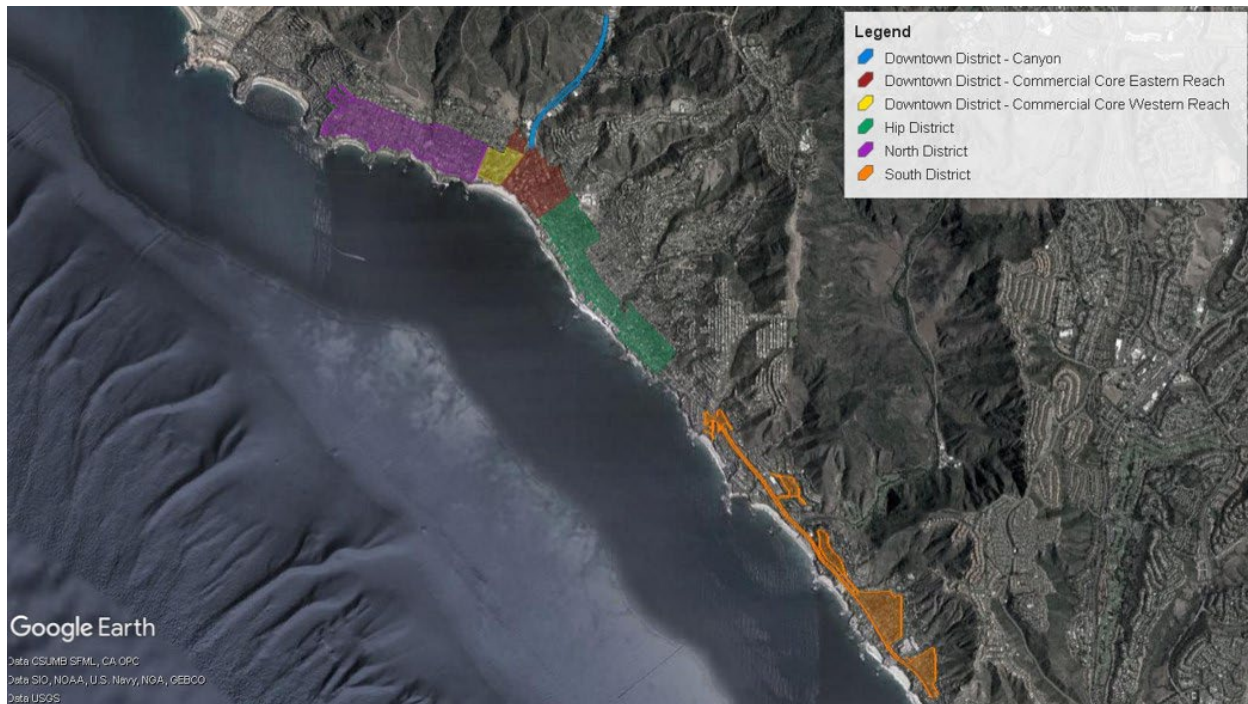 Legend
Downtown District - Canyon
Downtown District - Commercial Core Eastern Reach
Downtown District - Commercial Core Western Reach
Hip District
North District
South District
Google Earth
Data CSUMB SFML, CA OPC
Data SIO, NOAA, U.S. Navy, NGA, GEBCO
Data USGS